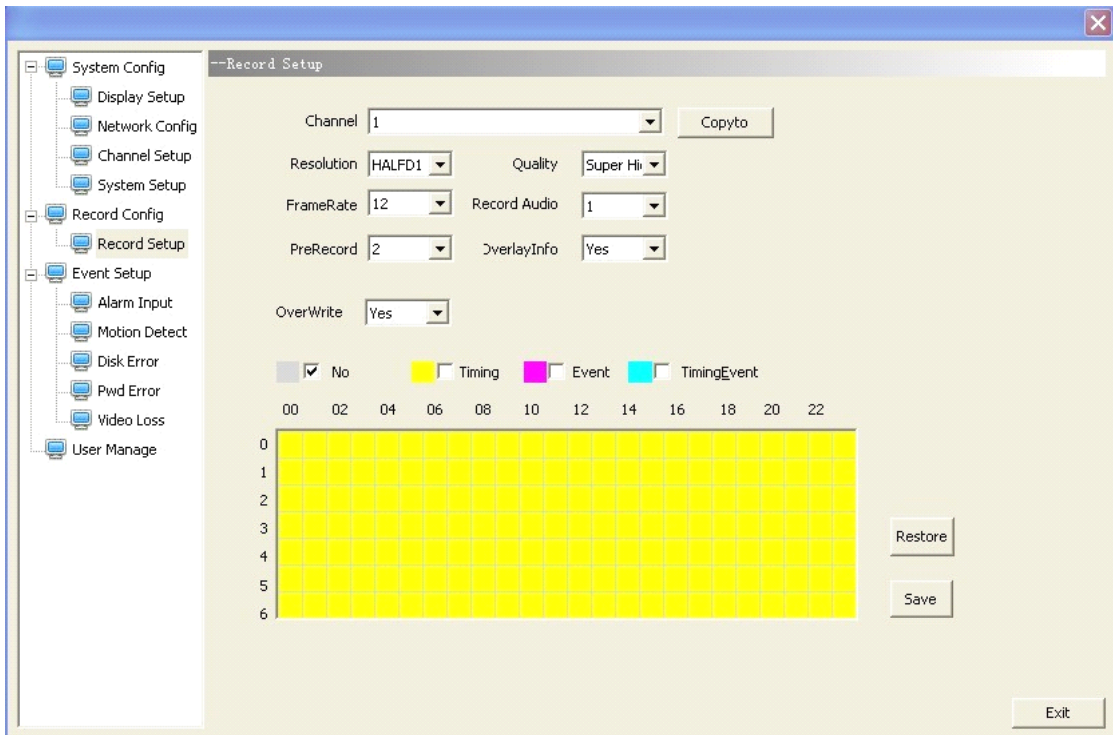 System Config
Display Setup
Network Config
Channel Setup
System Setup
Record Config
Record Setup
Event Setup
Alarm Input
Motion Detect
Disk Error
Pwd Error
Video Loss
User Manage
--Record Setup
Channel 1 Copyto
Resolution HALFD1 Quality Super Hi
FrameRate 12 Record Audio 1
PreRecord 2 OverlayInfo Yes
OverWrite Yes
No Timing Event TimingEvent
00 02 04 06 08 10 12 14 16 18 20 22
0
1
2
3
4
5
6
Restore
Save
Exit